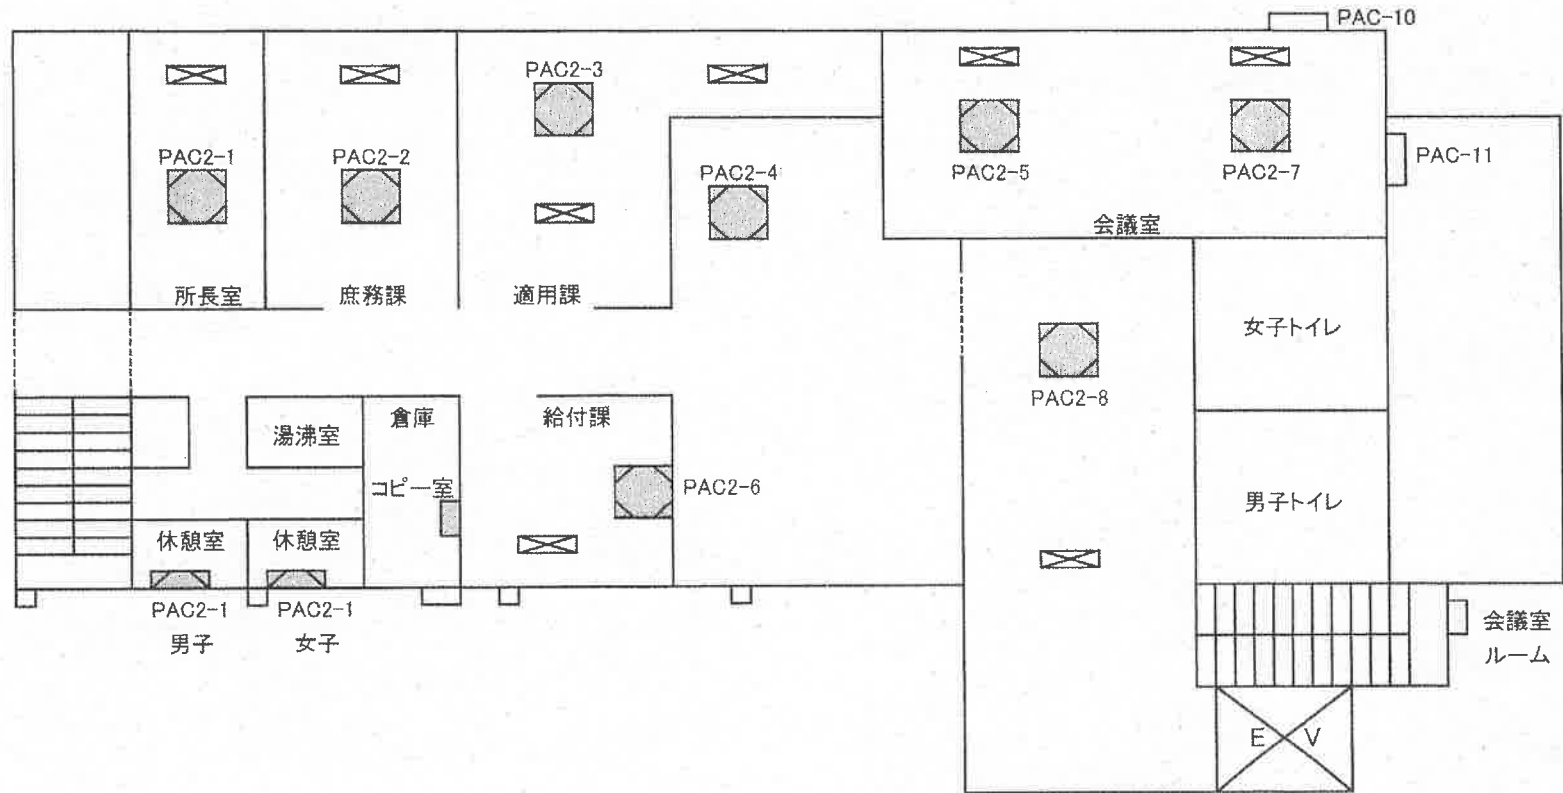 PAC-10
PAC2-3
PAC2-1
PAC2-2
PAC2-4
PAC2-5
PAC2-7
PAC-11
会議室
所長室
庶務課
適用課
女子トイレ
PAC2-8
湯沸室
倉庫
給付課
コピー室
PAC2-6
男子トイレ
休憩室
休憩室
PAC2-1
男子
PAC2-1
女子
会議室
ルーム
E V